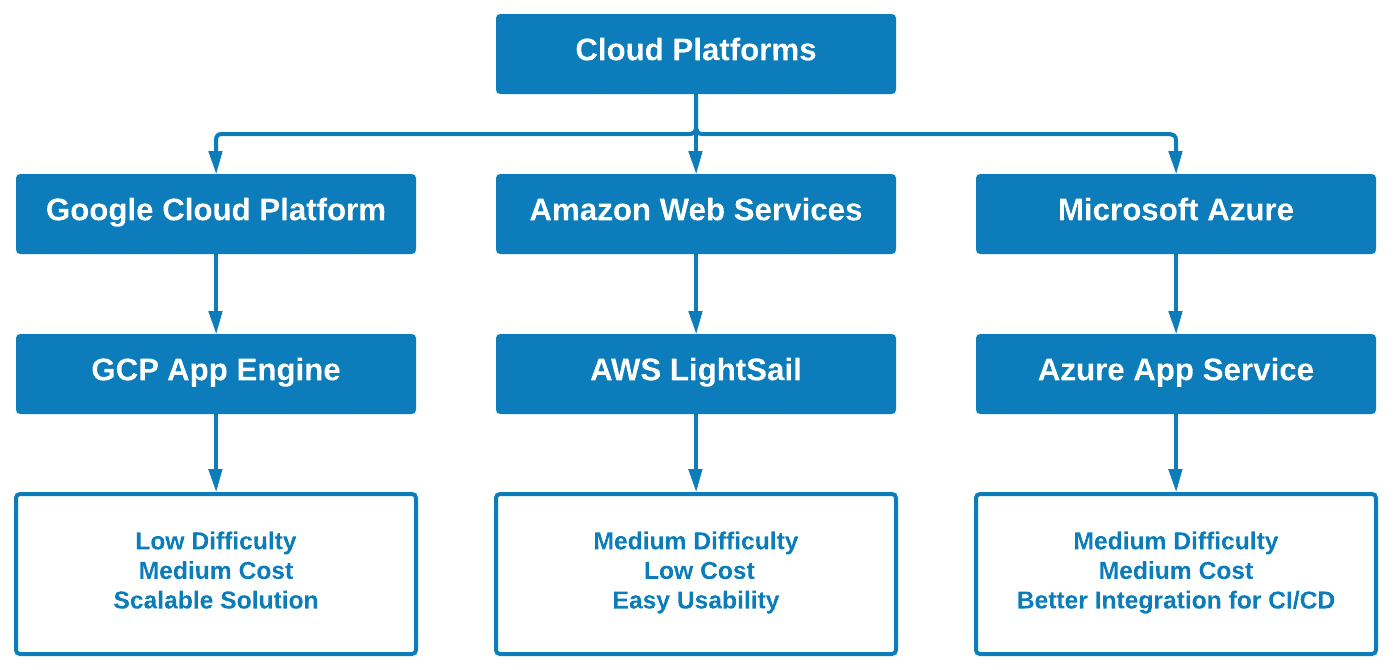 Cloud Platforms
Google Cloud Platform
Amazon Web Services
Microsoft Azure
GCP App Engine
AWS LightSail
Azure App Service
Low Difficulty
Medium Cost
Scalable Solution
Medium Difficulty
Low Cost
Easy Usability
Medium Difficulty
Medium Cost
Better Integration for CI/CD